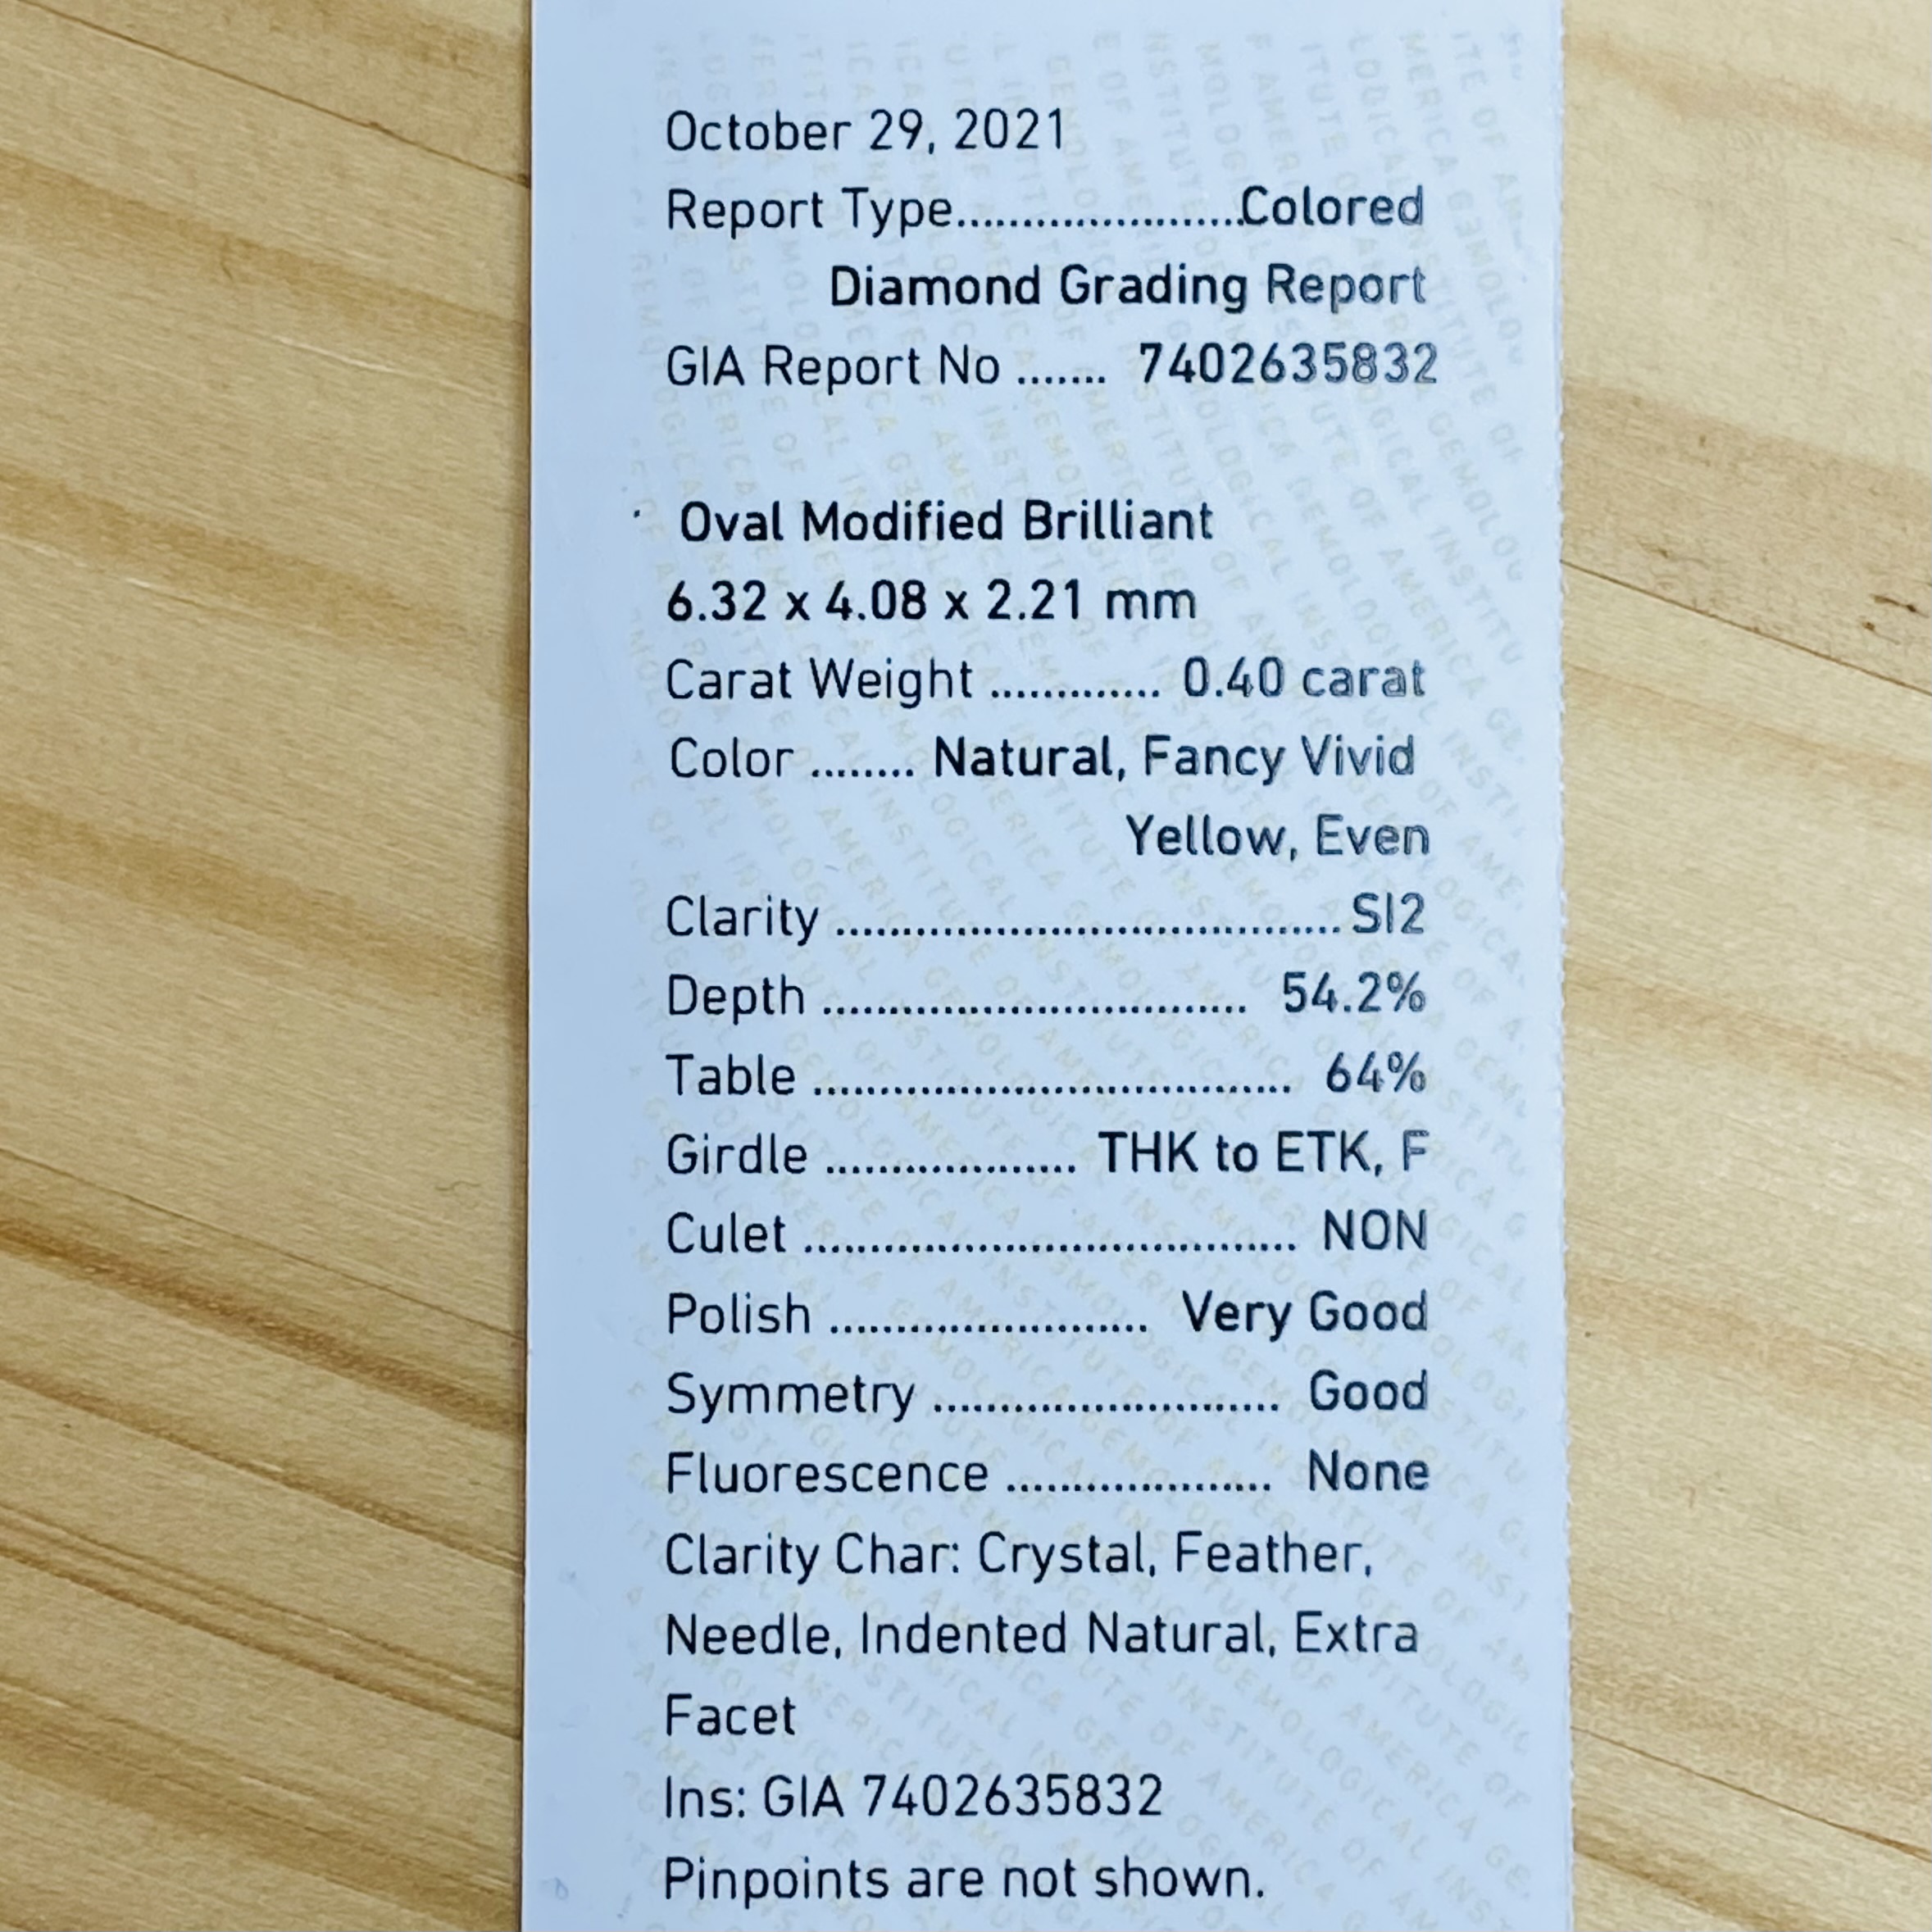 October 29, 2021
Report Type......................Colored
Diamond Grading Report
GIA Report No ....... 7402635832
Oval Modified Brilliant
6.32 x 4.08 x 2.21 mm
Carat Weight ............. 0.40 carat
Color ........ Natural, Fancy Vivid
Yellow, Even
Clarity ....................................... SI2
Depth ................................. 54.2%
Table ..................................... 64%
Girdle ................... THK to ETK, F
Culet ...................................... NON
Polish ......................... Very Good
Symmetry ........................... Good
Fluorescence ..................... None
Clarity Char: Crystal, Feather,
Needle, Indented Natural, Extra
Facet
Ins: GIA 7402635832
Pinpoints are not shown.